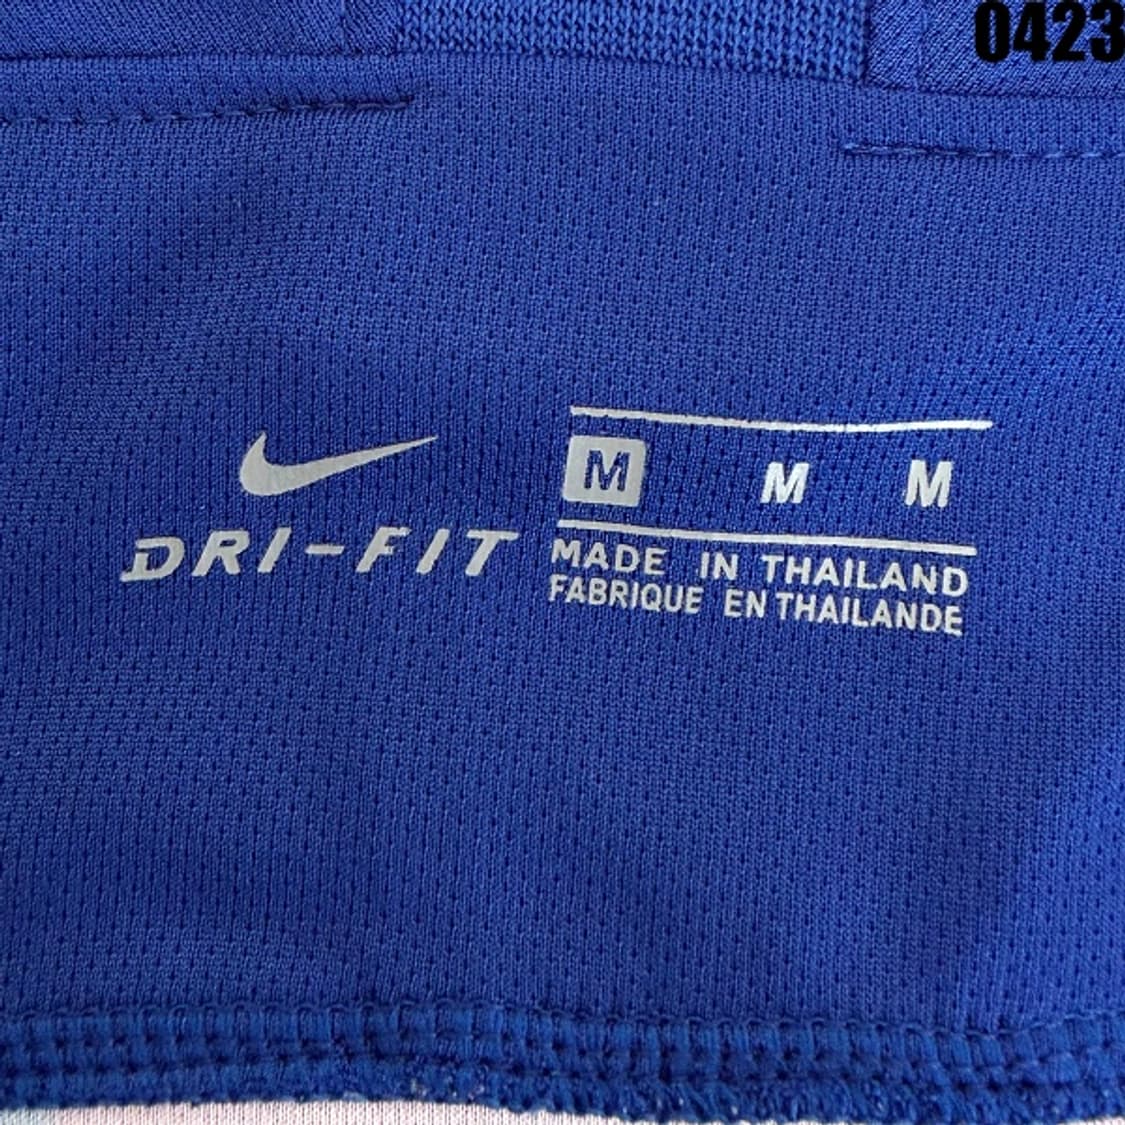 0423
DRI-FIT
M M M
MADE IN THAILAND
FABRIQUE EN THAILANDE